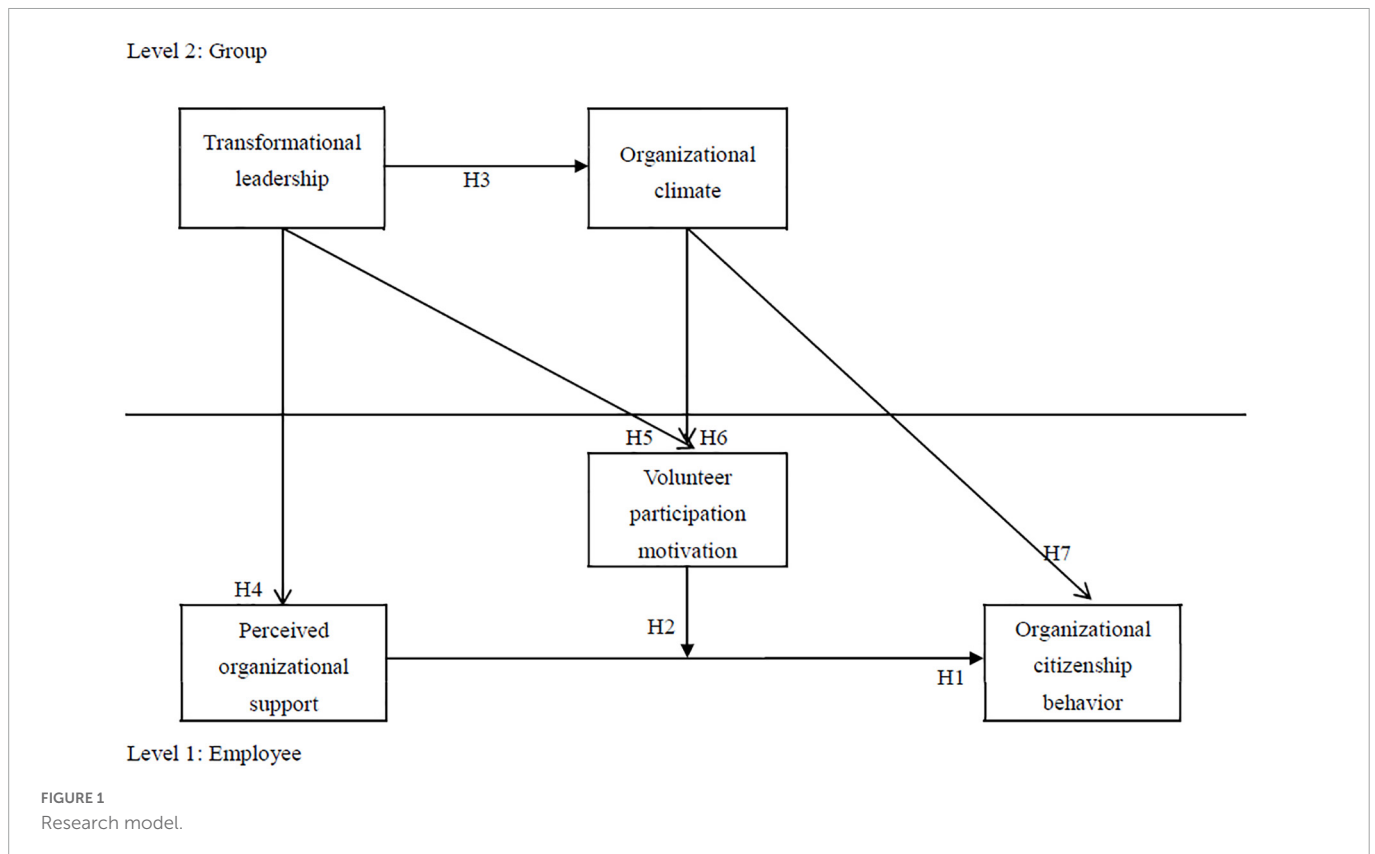 Level 2: Group
Transformational
leadership
H3
Organizational
climate
H5
H6
Volunteer
participation
motivation
H7
H4
H2
Perceived
organizational
support
H1
Organizational
citizenship
behavior
Level 1: Employee
FIGURE 1
Research model.